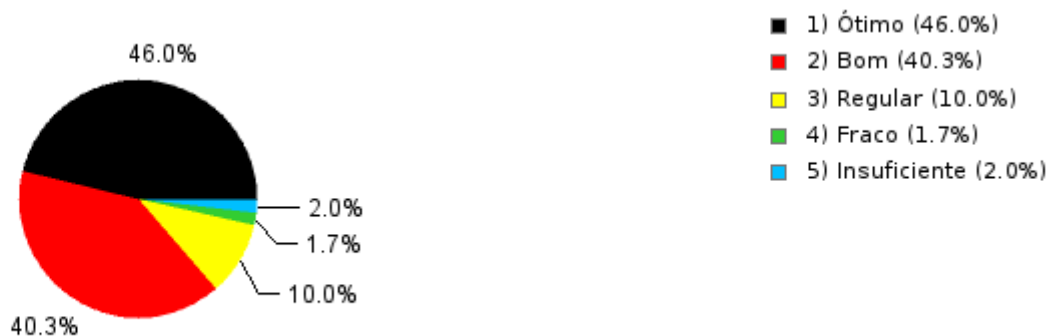 46.0%
2.0%
1.7%
10.0%
40.3%
1) Ótimo (46.0%)
2) Bom (40.3%)
3) Regular (10.0%)
4) Fraco (1.7%)
5) Insuficiente (2.0%)